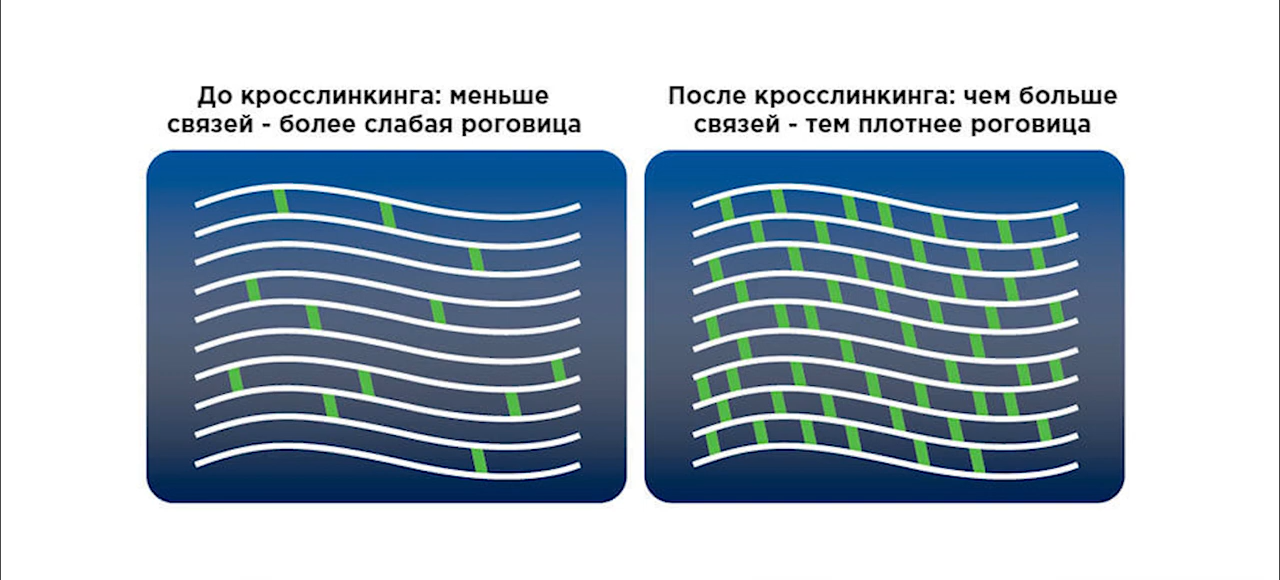 До кросслинкинга: меньше
связей - более слабая роговица
После кросслинкинга: чем больше
связей - тем плотнее роговица